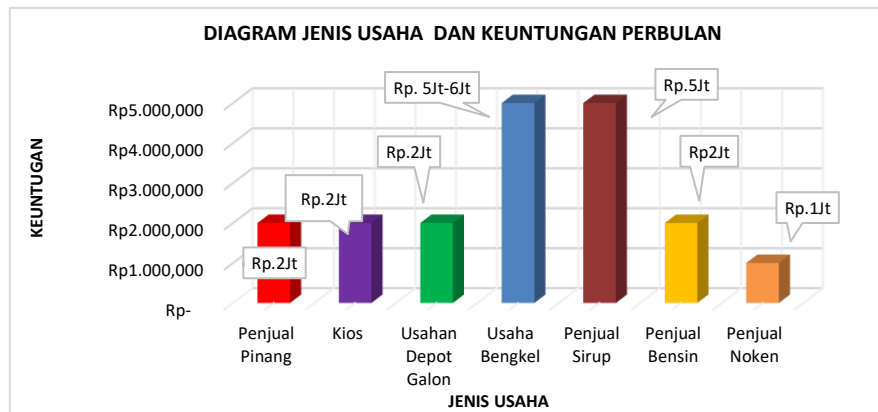 DIAGRAM JENIS USAHA DAN KEUNTUNGAN PERBULAN
KEUNTUGAN
Rp5.000,000
Rp4.000,000
Rp3.000,000
Rp2.000,000
Rp1.000,000
Rp-
Rp.2Jt
Rp.2Jt
Rp.2Jt
Rp. 5Jt-6Jt
Rp.5Jt
Rp2Jt
Rp.1Jt
Penjual
Pinang
Kios
Usahan
Depot
Galon
Usaha
Bengkel
Penjual
Sirup
Penjual
Bensin
Penjual
Noken
JENIS USAHA